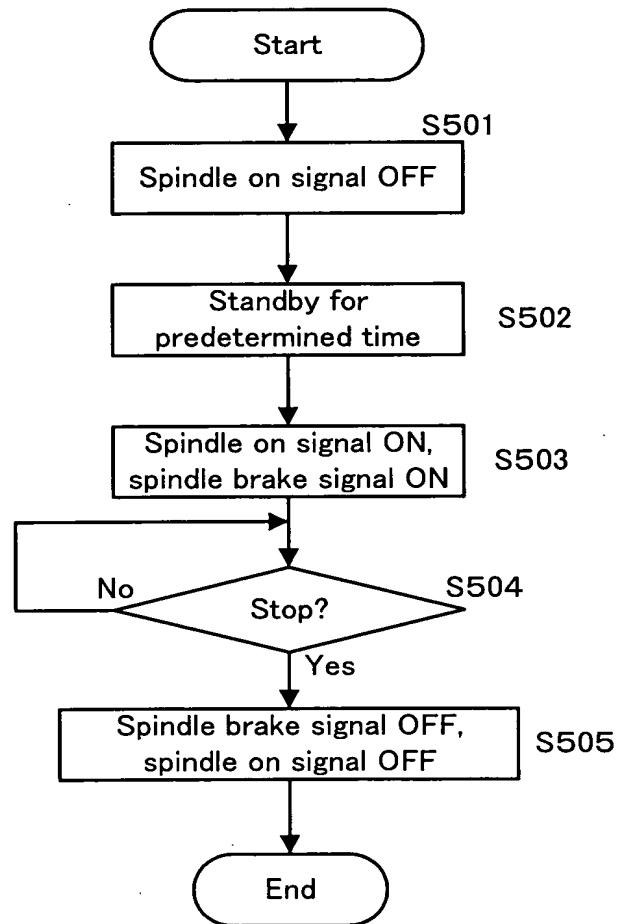 Start
S501
Spindle on signal OFF
Standby for
predetermined time
S502
Spindle on signal ON,
spindle brake signal ON
S503
No
Stop?
S504
Yes
Spindle brake signal OFF,
spindle on signal OFF
S505
End